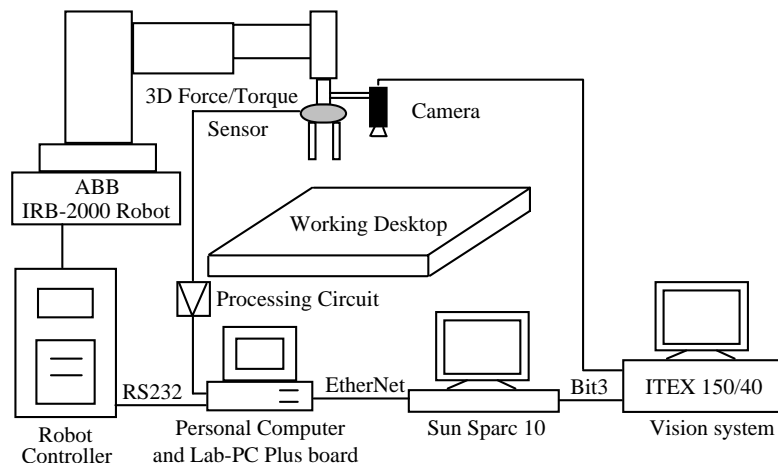 3D Force/Torque
Sensor
Camera
ABB
IRB-2000 Robot
Working Desktop
Processing Circuit
RS232
EtherNet
Bit3
ITEX 150/40
Robot
Controller
Personal Computer
and Lab-PC Plus board
Sun Sparc 10
Vision system